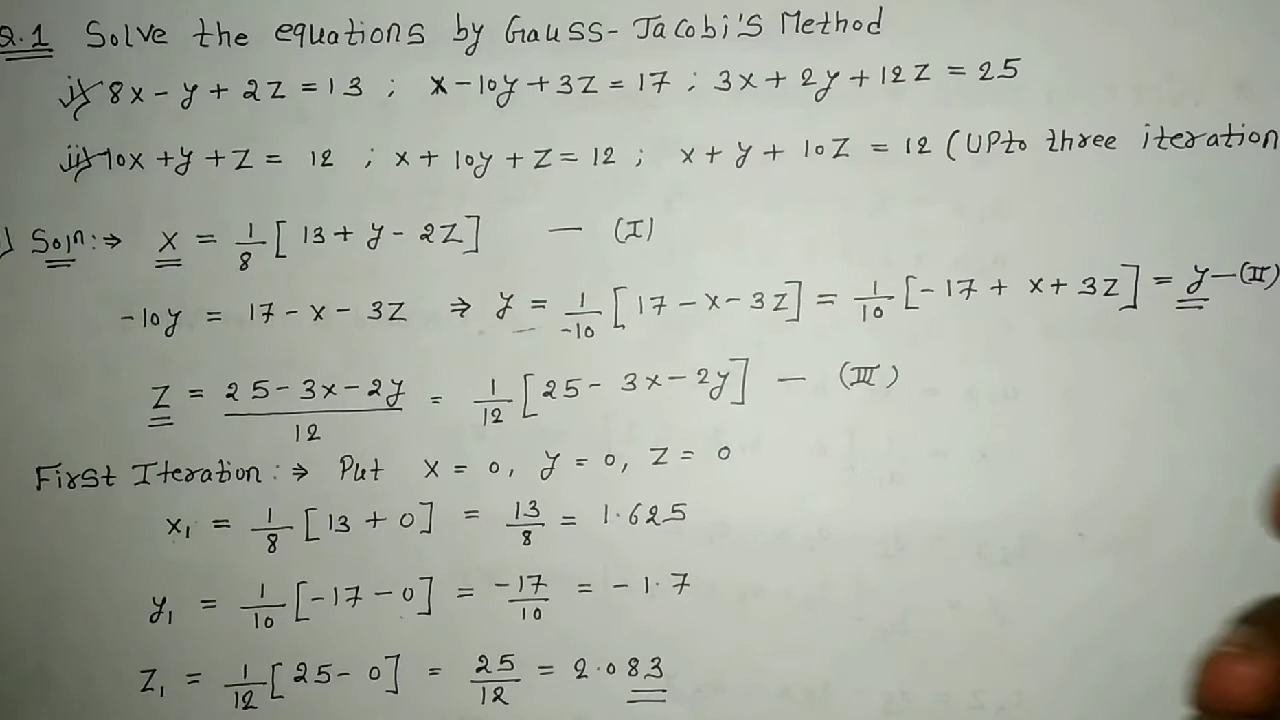 Q.1 Solve the equations by Gauss-Jacobi'S Method
i) 8x - y + 2z = 13 ; x - 10y + 3z = 17 ; 3x + 2y + 12z = 25
ii) 10x + y + z = 12 ; x + 10y + z = 12 ; x + y + 10z = 12 (UPto three iteration
) Soln :⇒ x = 1/8 [ 13 + y - 2z ] — (I)
-10y = 17 - x - 3z ⇒ y = 1/-10 [ 17 - x - 3z ] = 1/10 [ -17 + x + 3z ] = y — (II)
z = 25 - 3x - 2y / 12 = 1/12 [ 25 - 3x - 2y ] — (III)
First Iteration :⇒ Put x = 0, y = 0, z = 0
x₁ = 1/8 [ 13 + 0 ] = 13/8 = 1.625
y₁ = 1/10 [ -17 - 0 ] = -17/10 = -1.7
z₁ = 1/12 [ 25 - 0 ] = 25/12 = 2.083